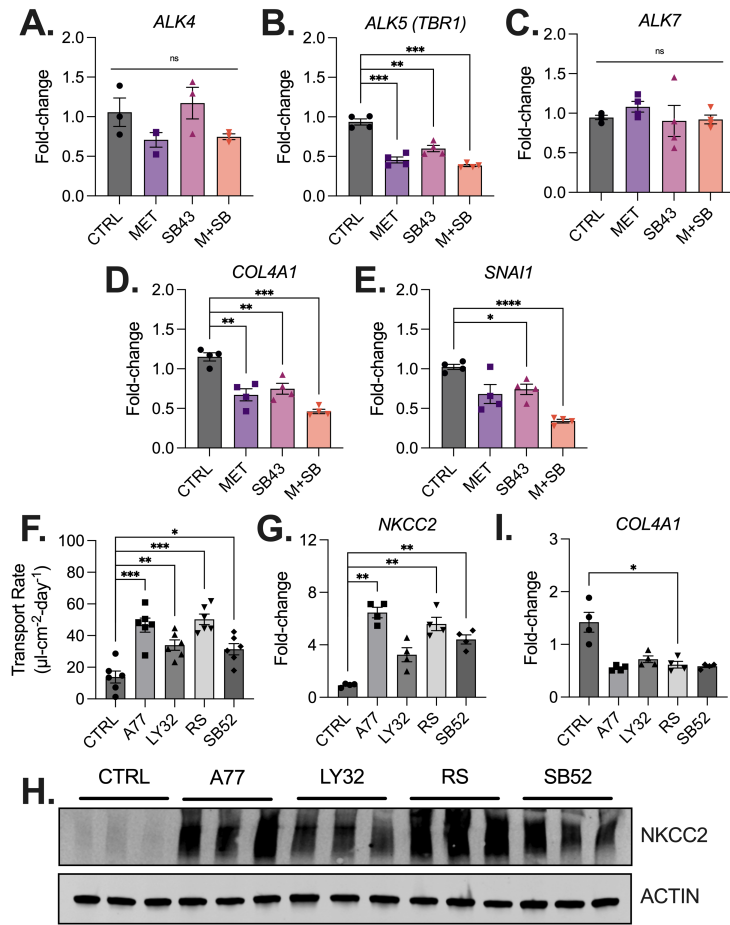 A. ALK4
Fold-change
2.0
1.5
1.0
0.5
0.0
ns
CTRL MET SB43 M+SB
B. ALK5 (TBR1)
Fold-change
2.0
1.5
1.0
0.5
0.0
***
**
***
CTRL MET SB43 M+SB
C. ALK7
Fold-change
2.0
1.5
1.0
0.5
0.0
ns
CTRL MET SB43 M+SB
D. COL4A1
Fold-change
2.0
1.5
1.0
0.5
0.0
***
**
**
CTRL MET SB43 M+SB
E. SNAI1
Fold-change
2.0
1.5
1.0
0.5
0.0
****
*
CTRL MET SB43 M+SB
F.
Transport Rate
(µl-cm-2-day-1)
100
80
60
40
20
0
*
***
**
***
CTRL A77 LY32 RS SB52
G. NKCC2
Fold-change
12
8
4
0
**
**
**
CTRL A77 LY32 RS SB52
I. COL4A1
Fold-change
3
2
1
0
*
CTRL A77 LY32 RS SB52
H.
CTRL A77 LY32 RS SB52
NKCC2
ACTIN